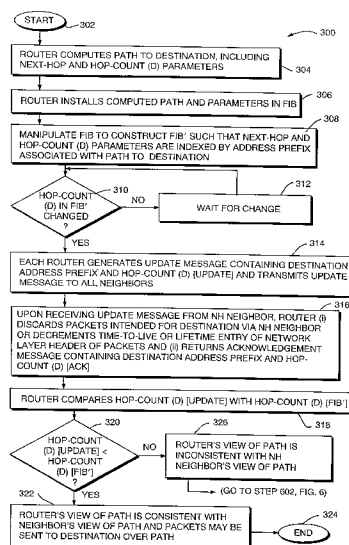 START
302
300
ROUTER COMPUTES PATH TO DESTINATION, INCLUDING
NEXT-HOP AND HOP-COUNT (D) PARAMETERS
304
306
ROUTER INSTALLS COMPUTED PATH AND PARAMETERS IN FIB
308
MANIPULATE FIB TO CONSTRUCT FIB' SUCH THAT NEXT-HOP AND
HOP-COUNT (D) PARAMETERS ARE INDEXED BY ADDRESS PREFIX
ASSOCIATED WITH PATH TO DESTINATION
310
HOP-COUNT
(D) IN FIB'
CHANGED
?
NO
312
WAIT FOR CHANGE
YES
314
EACH ROUTER GENERATES UPDATE MESSAGE CONTAINING DESTINATION
ADDRESS PREFIX AND HOP-COUNT (D) [UPDATE] AND TRANSMITS UPDATE
MESSAGE TO ALL NEIGHBORS
316
UPON RECEIVING UPDATE MESSAGE FROM NH NEIGHBOR, ROUTER (i)
DISCARDS PACKETS INTENDED FOR DESTINATION VIA NH NEIGHBOR
OR DECREMENTS TIME-TO-LIVE OR LIFETIME ENTRY OF NETWORK
LAYER HEADER OF PACKETS AND (ii) RETURNS ACKNOWLEDGEMENT
MESSAGE CONTAINING DESTINATION ADDRESS PREFIX AND HOP-
COUNT (D) [ACK]
ROUTER COMPARES HOP-COUNT (D) [UPDATE] WITH HOP-COUNT (D) [FIB']
318
320
HOP-COUNT
(D) [UPDATE] <
HOP-COUNT
(D) [FIB']
?
NO
326
ROUTER'S VIEW OF PATH IS
INCONSISTENT WITH NH
NEIGHBOR'S VIEW OF PATH
(GO TO STEP 602, FIG. 6)
YES
322
ROUTER'S VIEW OF PATH IS CONSISTENT WITH
NEIGHBOR'S VIEW OF PATH AND PACKETS MAY BE
SENT TO DESTINATION OVER PATH
324
END